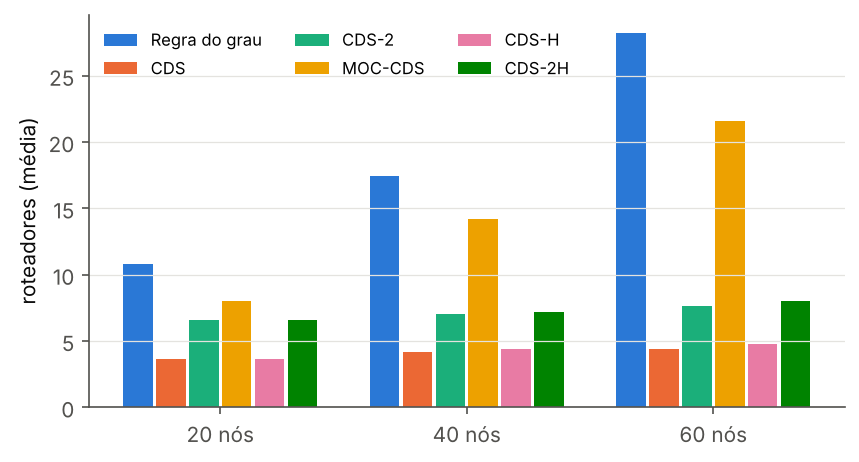 Regra do grau
CDS
CDS-2
MOC-CDS
CDS-H
CDS-2H
roteadores (média)
25
20
15
10
5
0
20 nós
40 nós
60 nós